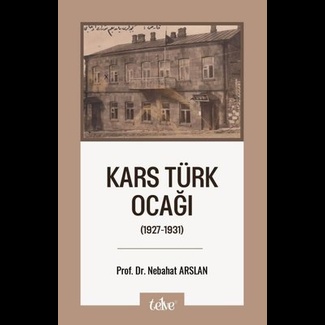 KARS TÜRK
OCAĞI
(1927-1931)
Prof. Dr. Nebahat ARSLAN
telve